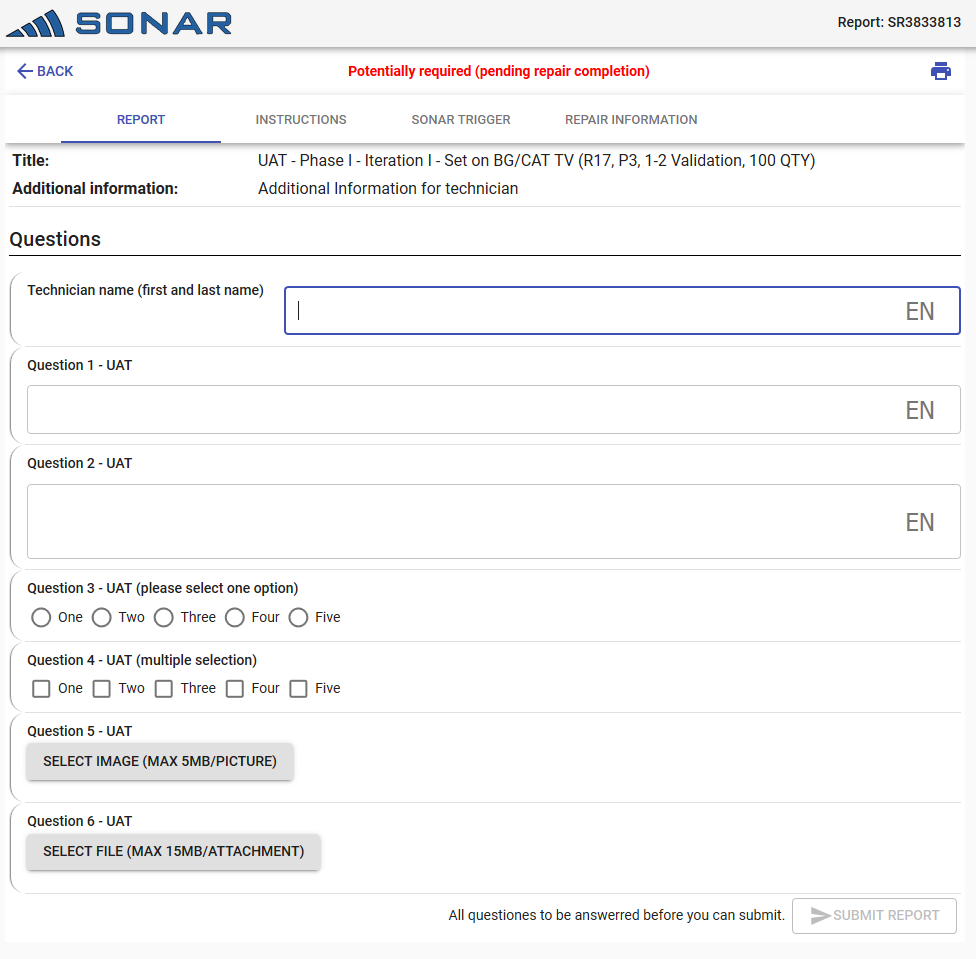 SONAR
Report: SR3833813
BACK
Potentially required (pending repair completion)
REPORT INSTRUCTIONS SONAR TRIGGER REPAIR INFORMATION
Title: UAT - Phase I - Iteration I - Set on BG/CAT TV (R17, P3, 1-2 Validation, 100 QTY)
Additional information: Additional Information for technician
Questions
Technician name (first and last name)
EN
Question 1 - UAT
EN
Question 2 - UAT
EN
Question 3 - UAT (please select one option)
One Two Three Four Five
Question 4 - UAT (multiple selection)
One Two Three Four Five
Question 5 - UAT
SELECT IMAGE (MAX 5MB/PICTURE)
Question 6 - UAT
SELECT FILE (MAX 15MB/ATTACHMENT)
All questiones to be answerred before you can submit. SUBMIT REPORT